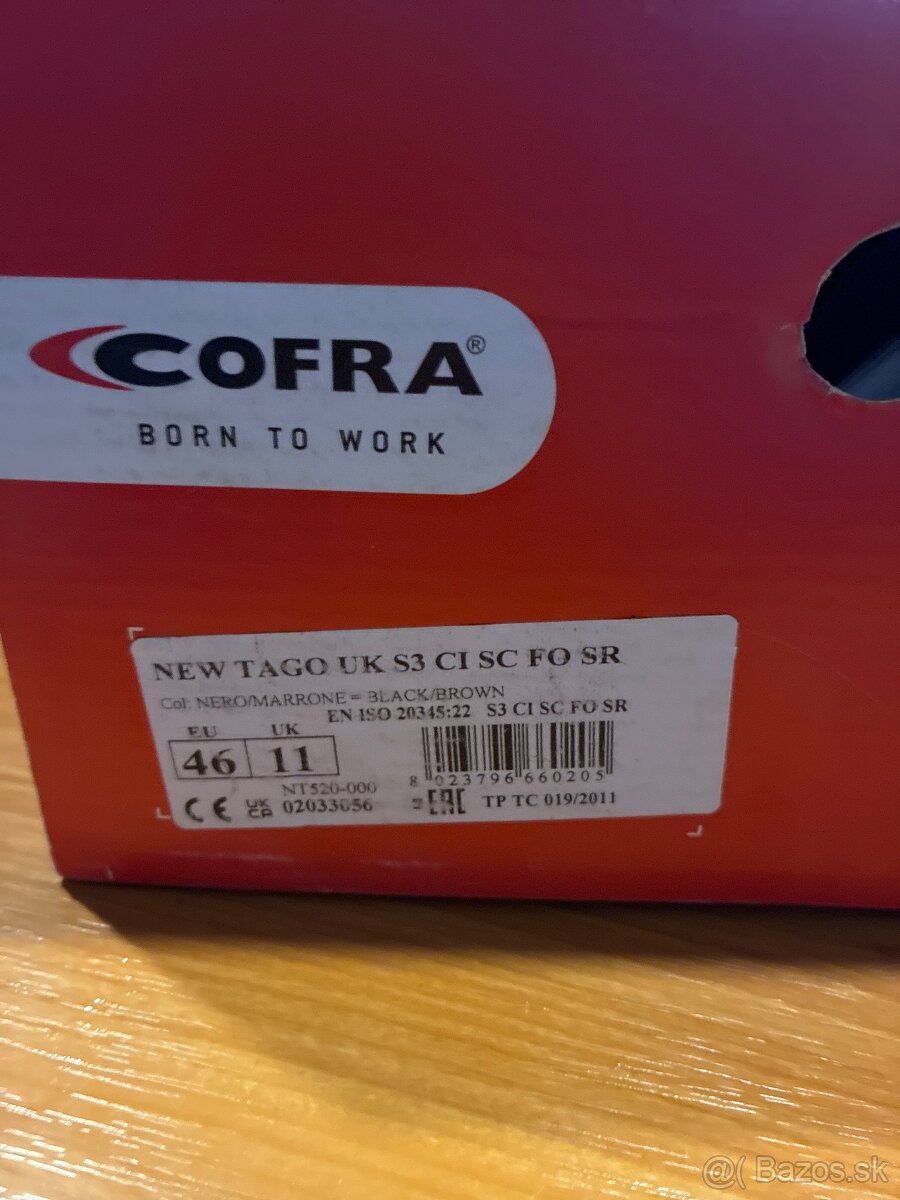 COFRA®
BORN TO WORK
NEW TAGO UK S3 CI SC FO SR
Col: NERO/MARRONE = BLACK/BROWN
EN ISO 20345:22 S3 CI SC FO SR
EU UK
46 11
8 023796 660205
NT520-000
CE UK CA 02033056 EAC TP TC 019/2011
@( Bazos.sk